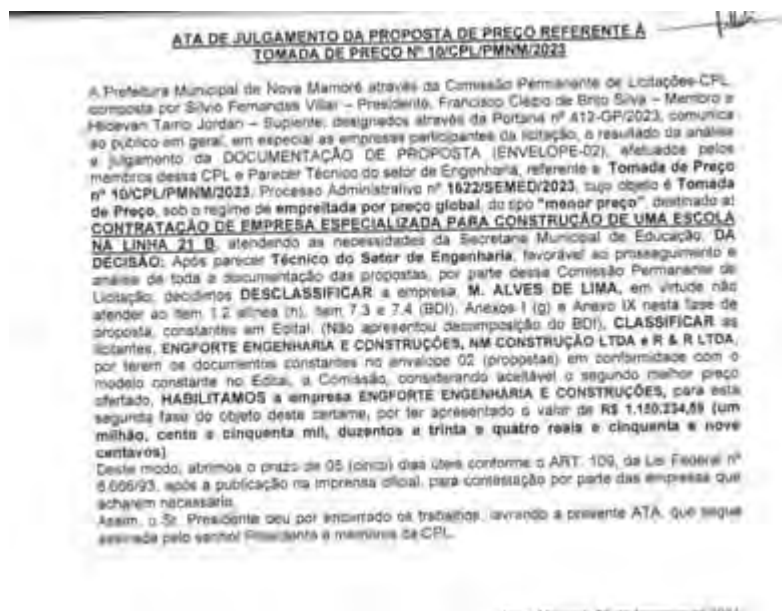 ATA DE JULGAMENTO DA PROPOSTA DE PREÇO REFERENTE À
TOMADA DE PREÇO Nº 10/CPL/PMNM/2023
A Prefeitura Municipal de Nova Mamoré através da Comissão Permanente de Licitações-CPL,
composta por Silvio Fernandes Villar – Presidente, Francisco Clézio de Brito Silva – Membro e
Hidevan Tamo Jordan – Suplente, designados através da Portaria nº 412-GP/2023, comunica
ao público em geral, em especial as empresas participantes da licitação, o resultado da análise
e julgamento da DOCUMENTAÇÃO DE PROPOSTA (ENVELOPE-02), efetuados pelos
membros dessa CPL e Parecer Técnico do setor de Engenharia, referente a Tomada de Preço
nº 10/CPL/PMNM/2023, Processo Administrativo nº 1622/SEMED/2023, cujo objeto é Tomada
de Preço, sob o regime de empreitada por preço global, do tipo "menor preço", destinado a!
CONTRATAÇÃO DE EMPRESA ESPECIALIZADA PARA CONSTRUÇÃO DE UMA ESCOLA
NA LINHA 21 B, atendendo as necessidades da Secretaria Municipal de Educação, DA
DECISÃO: Após parecer Técnico do Setor de Engenharia, favorável ao prosseguimento e
análise de toda a documentação das propostas, por parte dessa Comissão Permanente de
Licitação, decidimos DESCLASSIFICAR a empresa, M. ALVES DE LIMA, em virtude não
atender ao item 1.2 alínea (h), item 7.3 e 7.4 (BDI), Anexos I (g) e Anexo IX nesta fase de
proposta, constantes em Edital. (Não apresentou decomposição do BDI), CLASSIFICAR as
licitantes, ENGFORTE ENGENHARIA E CONSTRUÇÕES, NM CONSTRUÇÃO LTDA e R & R LTDA,
por terem os documentos constantes no envelope 02 (propostas) em conformidade com o
modelo constante no Edital, a Comissão, considerando aceitável o segundo melhor preço
ofertado, HABILITAMOS a empresa ENGFORTE ENGENHARIA E CONSTRUÇÕES, para esta
segunda fase do objeto deste certame, por ter apresentado o valor de R$ 1.150.234,59 (um
milhão, cento e cinquenta mil, duzentos e trinta e quatro reais e cinquenta e nove
centavos)
Deste modo, abrimos o prazo de 05 (cinco) dias úteis conforme o ART. 109, da Lei Federal nº
8.666/93, após a publicação na imprensa oficial, para contestação por parte das empresas que
acharem necessário.
Assim, o Sr. Presidente deu por encerrado os trabalhos, lavrando a presente ATA, que segue
assinada pelo senhor Presidente e membros da CPL.